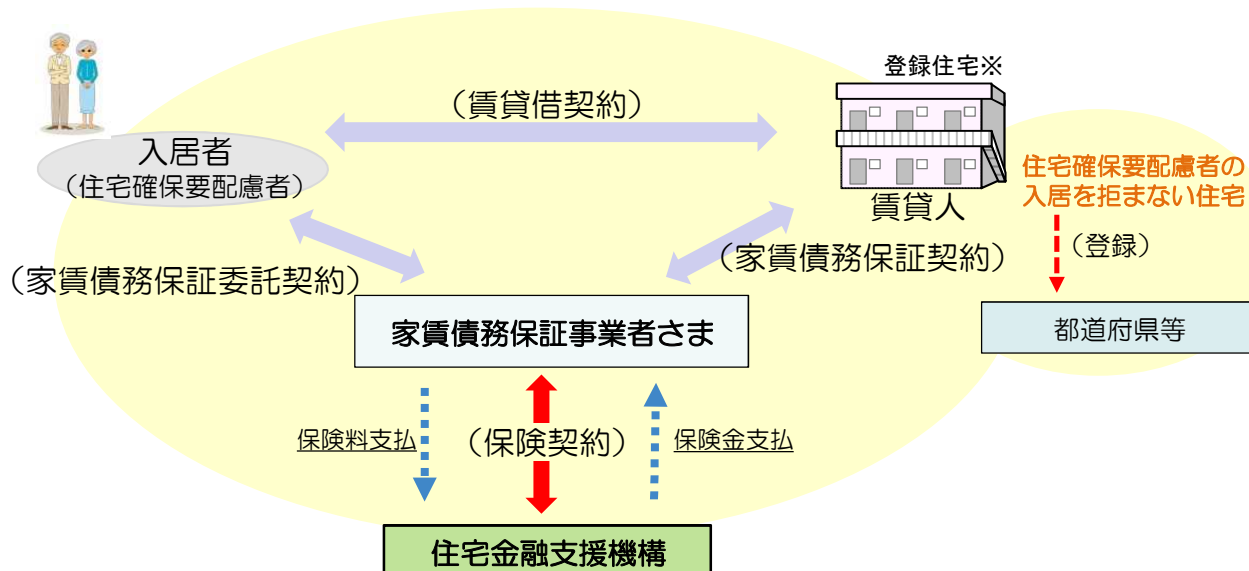 登録住宅※
（賃貸借契約）
入居者
（住宅確保要配慮者）
賃貸人
住宅確保要配慮者の
入居を拒まない住宅
（登録）
（家賃債務保証委託契約）
（家賃債務保証契約）
家賃債務保証事業者さま
都道府県等
保険料支払
（保険契約）
保険金支払
住宅金融支援機構